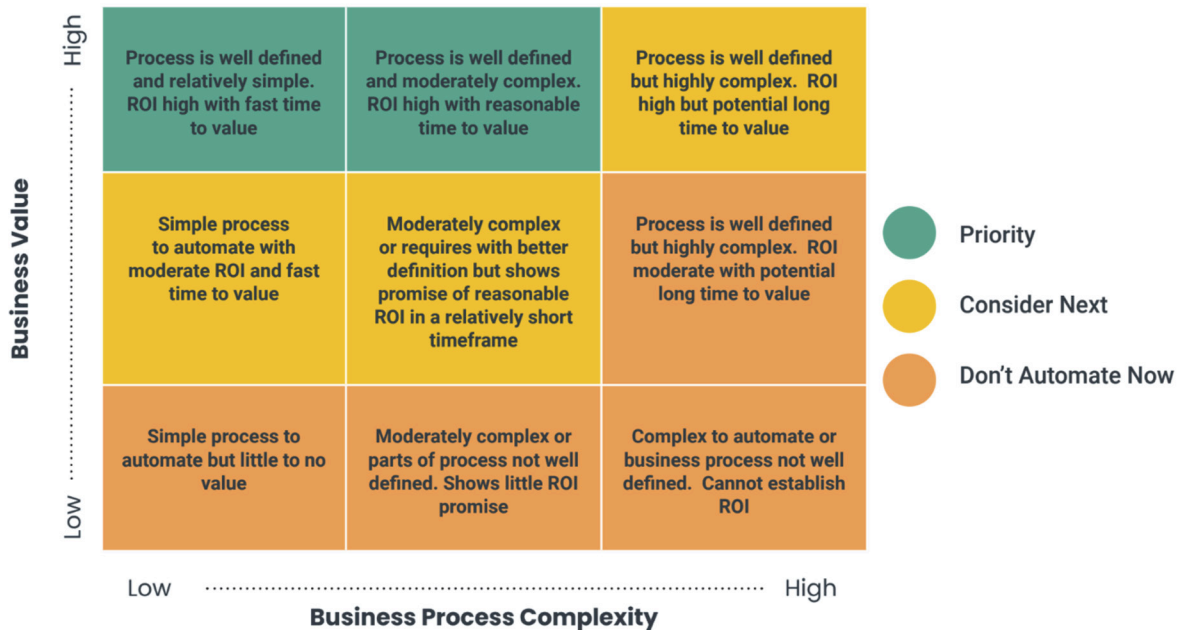 High
Business Value
Low
Process is well defined
and relatively simple.
ROI high with fast time
to value
Process is well defined
and moderately complex.
ROI high with reasonable
time to value
Process is well defined
but highly complex.  ROI
high but potential long
time to value
Simple process
to automate with
moderate ROI and fast
time to value
Moderately complex
or requires with better
definition but shows
promise of reasonable
ROI in a relatively short
timeframe
Process is well defined
but highly complex.  ROI
moderate with potential
long time to value
Simple process to
automate but little to no
value
Moderately complex or
parts of process not well
defined. Shows little ROI
promise
Complex to automate or
business process not well
defined.  Cannot establish
ROI
Priority
Consider Next
Don’t Automate Now
Low
High
Business Process Complexity